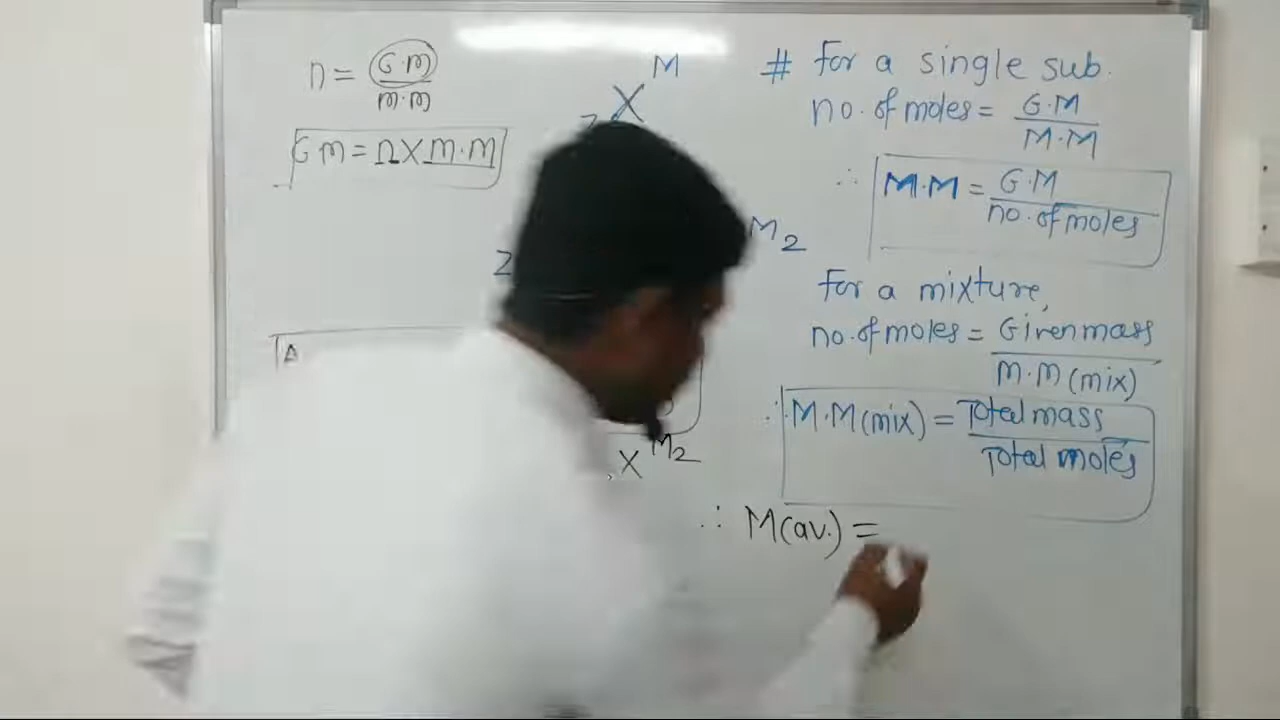 n = G.M
m.m
G m = n X m.m
X M
Z
M2
Z
A
X M2
# For a single sub.
no. of moles = G.M
M.M
∴ M.M = G.M
no. of moles
For a mixture,
no. of moles = Given mass
M.M (mix)
∴ M.M (mix) = Total mass
Total moles
∴ M(av.) =